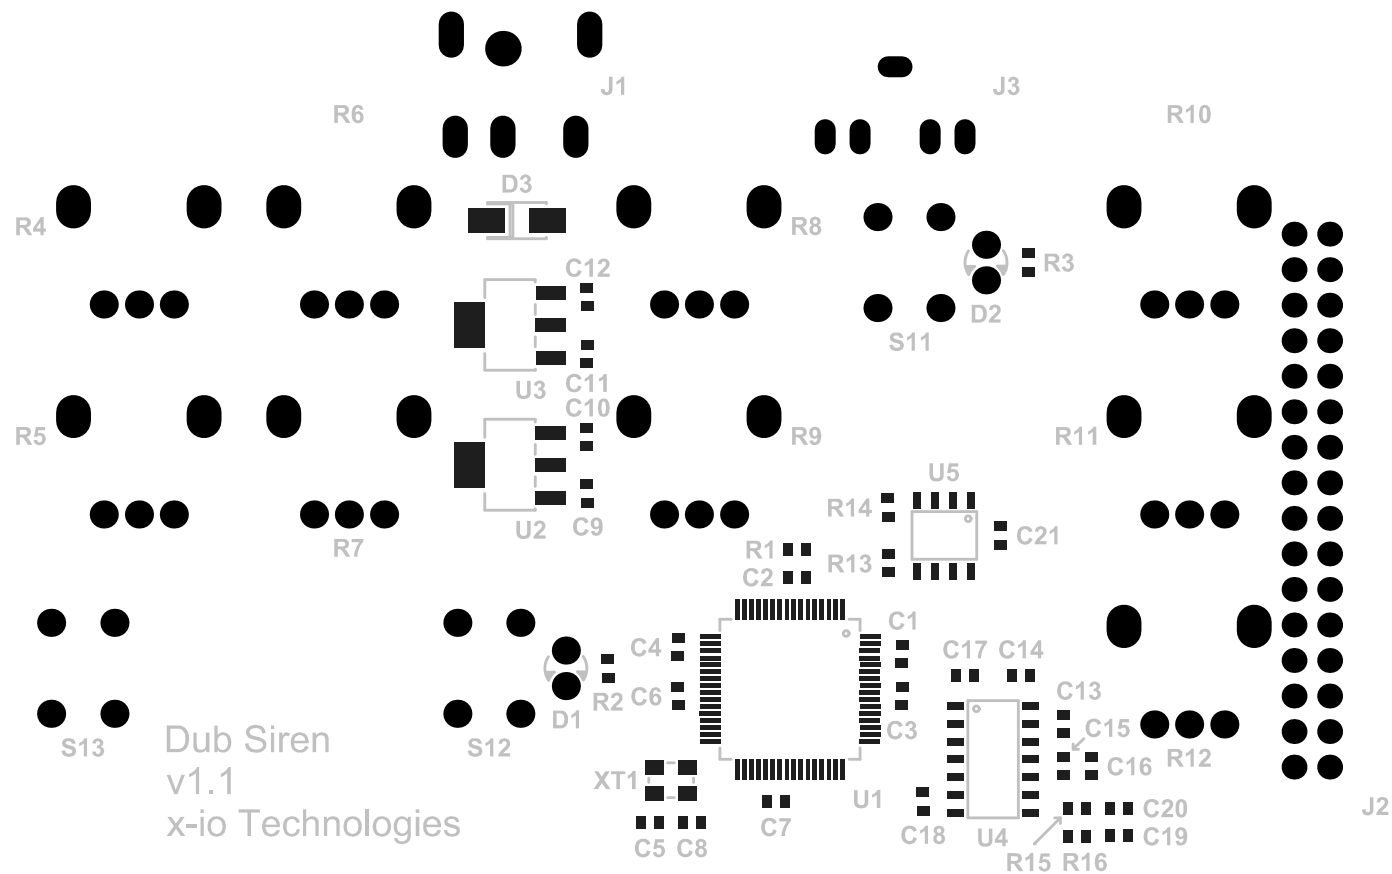 J1
J3
R6
R10
D3
R4
R8
C12
R3
D2
S11
U3
C11
C10
R5
R9
R11
U5
R14
U2
C9
C21
R7
R1
R13
C2
C1
C4
C17
C14
C6
R2
C13
D1
C3
C15
S13
Dub Siren
S12
R12
C16
v1.1
XT1
U1
J2
C20
x-io Technologies
C7
C18
U4
C19
C5
C8
R15
R16